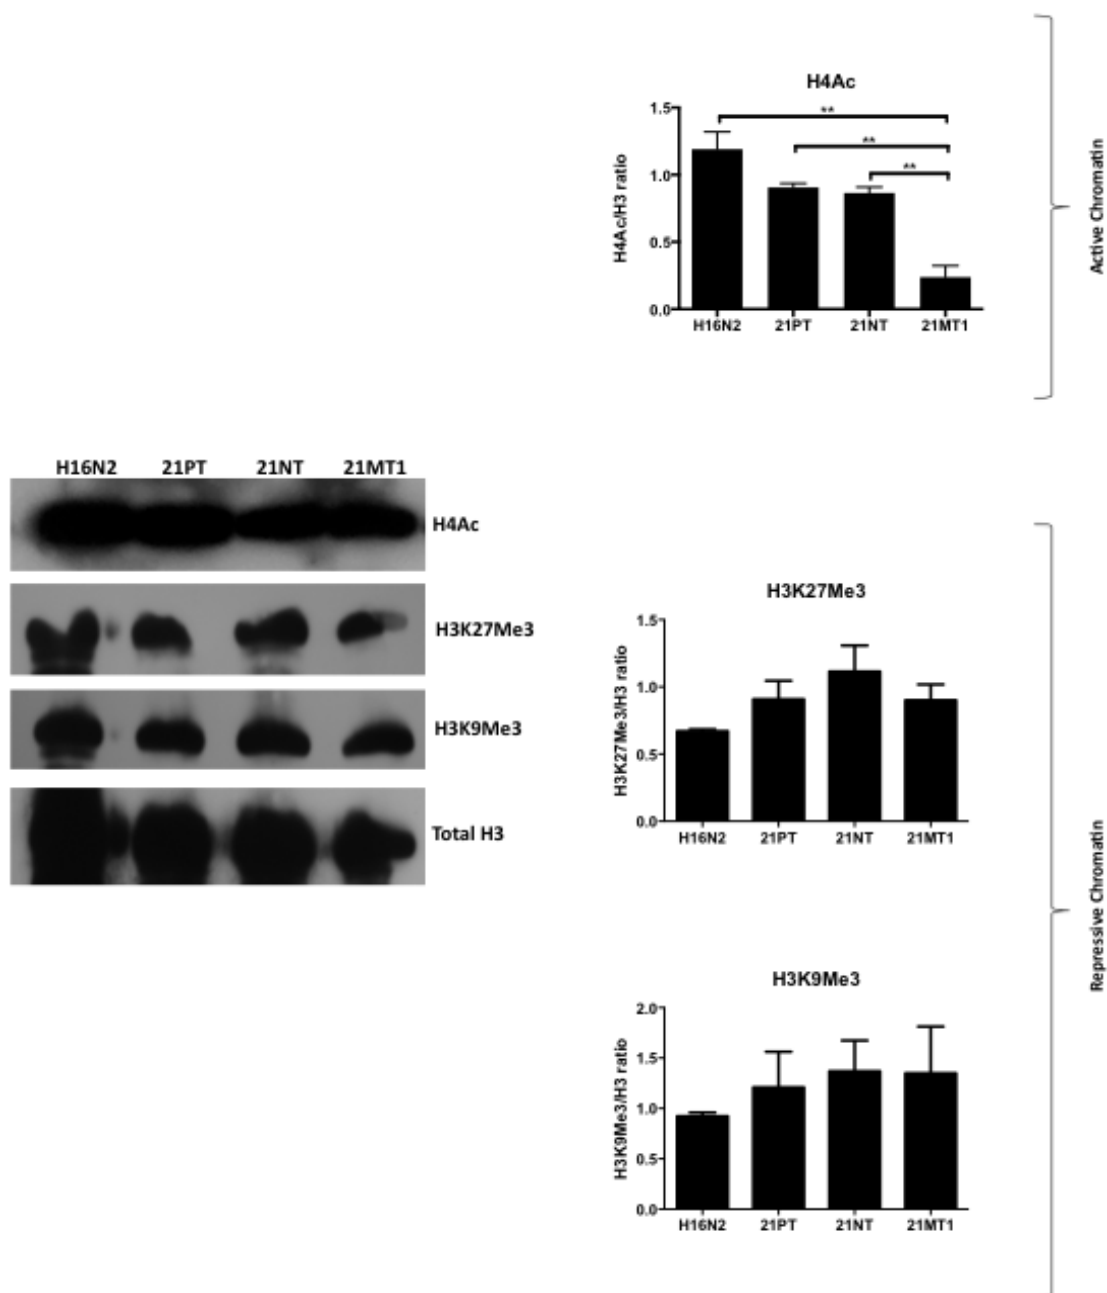 H4Ac
1.5
1.0
0.5
0.0
H4Ac/H3 ratio
**
**
**
H16N2 21PT 21NT 21MT1
Active Chromatin
H16N2 21PT 21NT 21MT1
H4Ac
H3K27Me3
H3K9Me3
Total H3
H3K27Me3
1.5
1.0
0.5
0.0
H3K27Me3/H3 ratio
H16N2 21PT 21NT 21MT1
H3K9Me3
2.0
1.5
1.0
0.5
0.0
H3K9Me3/H3 ratio
H16N2 21PT 21NT 21MT1
Repressive Chromatin